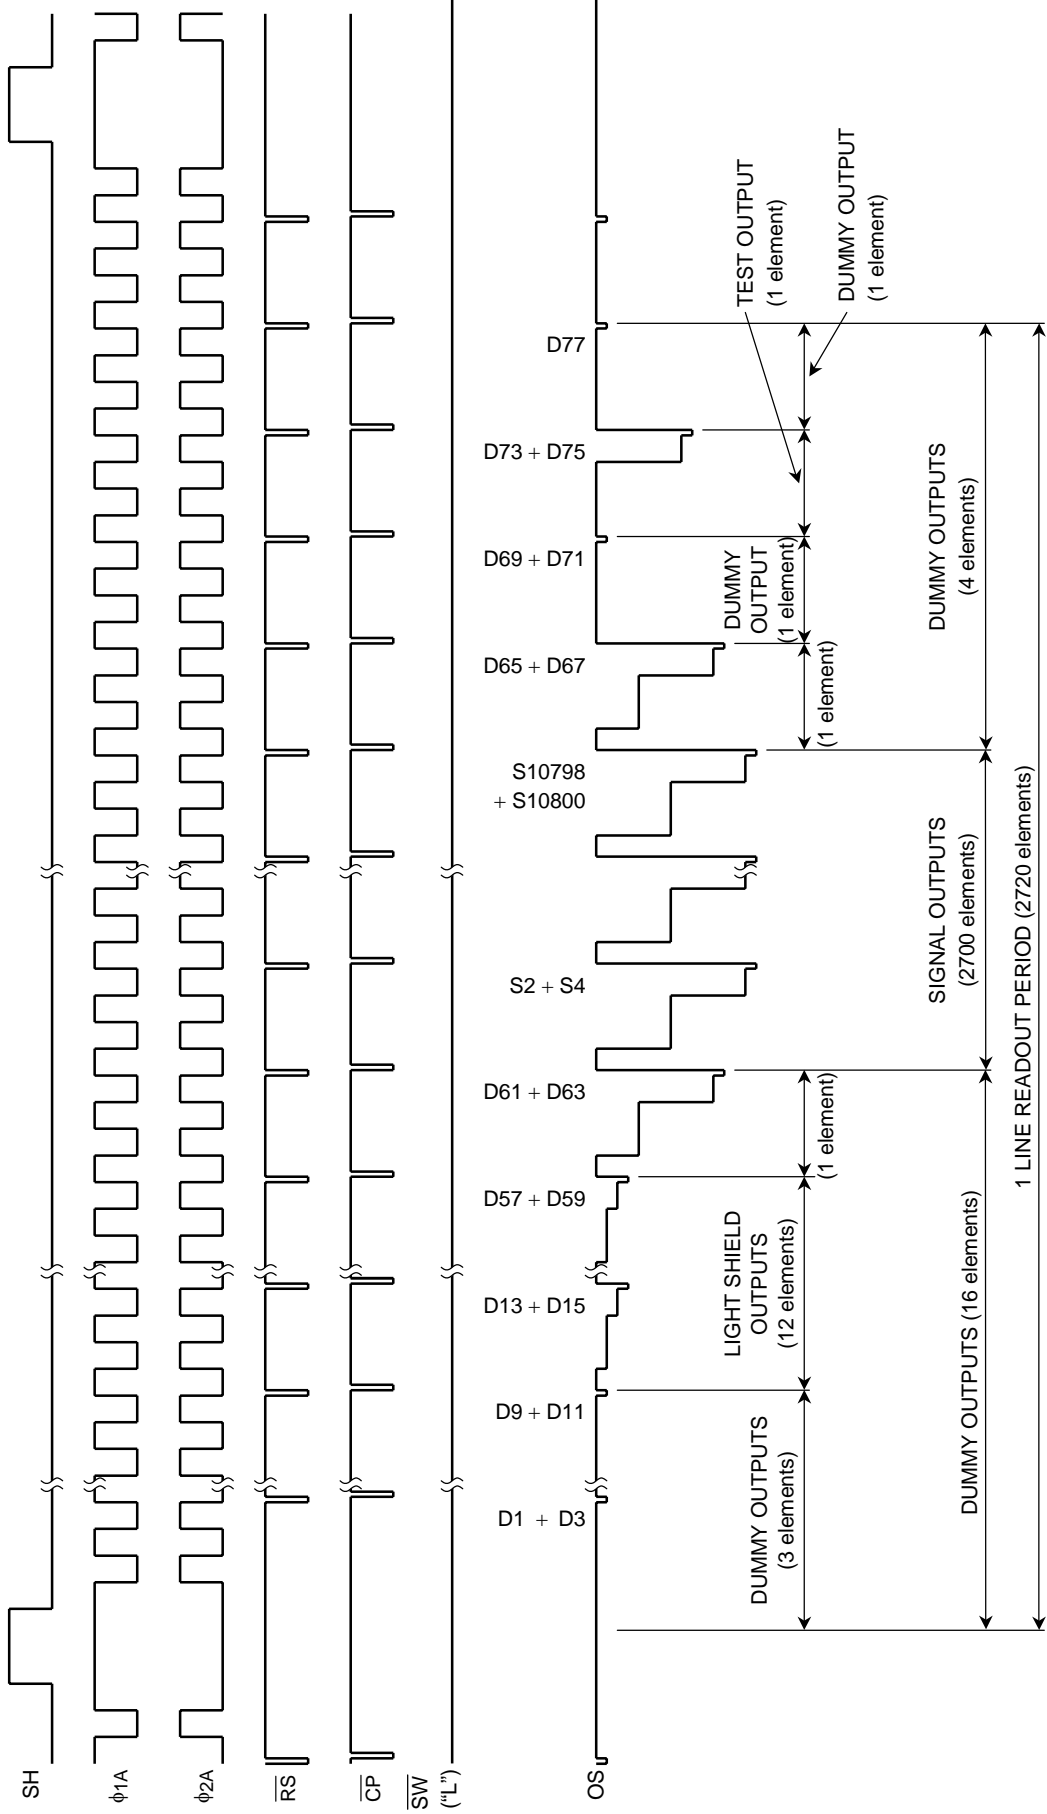 SH
ϕ1A
ϕ2A
R̅S̅
C̅P̅
S̅W̅
("L")
OS
D1 + D3
D9 + D11
D13 + D15
D57 + D59
D61 + D63
S2 + S4
S10798
+ S10800
D65 + D67
D69 + D71
D73 + D75
D77
DUMMY OUTPUTS
(3 elements)
LIGHT SHIELD
OUTPUTS
(12 elements)
(1 element)
(1 element)
DUMMY
OUTPUT
(1 element)
TEST OUTPUT
(1 element)
DUMMY OUTPUT
(1 element)
DUMMY OUTPUTS (16 elements)
SIGNAL OUTPUTS
(2700 elements)
DUMMY OUTPUTS
(4 elements)
1 LINE READOUT PERIOD (2720 elements)